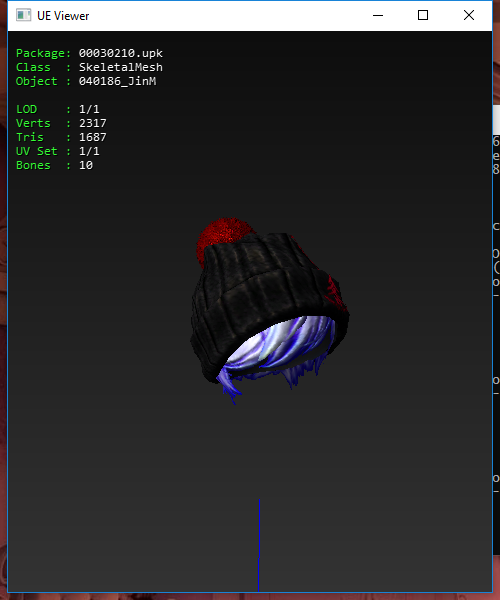 UE Viewer
Package: 00030210.upk
Class : SkeletalMesh
Object : 040186_JinM
LOD : 1/1
Verts : 2317
Tris : 1687
UV Set : 1/1
Bones : 10